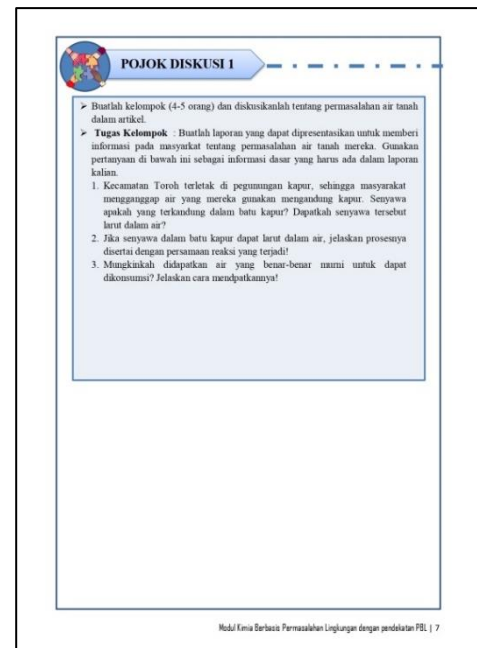 POJOK DISKUSI 1
➢ Buatlah kelompok (4-5 orang) dan diskusikanlah tentang permasalahan air tanah
dalam artikel.
➢ Tugas Kelompok : Buatlah laporan yang dapat dipresentasikan untuk memberi
informasi pada masyarkat tentang permasalahan air tanah mereka. Gunakan
pertanyaan di bawah ini sebagai informasi dasar yang harus ada dalam laporan
kalian.
1. Kecamatan Toroh terletak di pegunungan kapur, sehingga masyarakat
mengganggap air yang mereka gunakan mengandung kapur. Senyawa
apakah yang terkandung dalam batu kapur? Dapatkah senyawa tersebut
larut dalam air?
2. Jika senyawa dalam batu kapur dapat larut dalam air, jelaskan prosesnya
disertai dengan persamaan reaksi yang terjadi!
3. Mungkinkah didapatkan air yang benar-benar murni untuk dapat
dikonsumsi? Jelaskan cara mendpatkannya!
Modul Kimia Berbasis Permasalahan Lingkungan dengan pendekatan PBL | 7